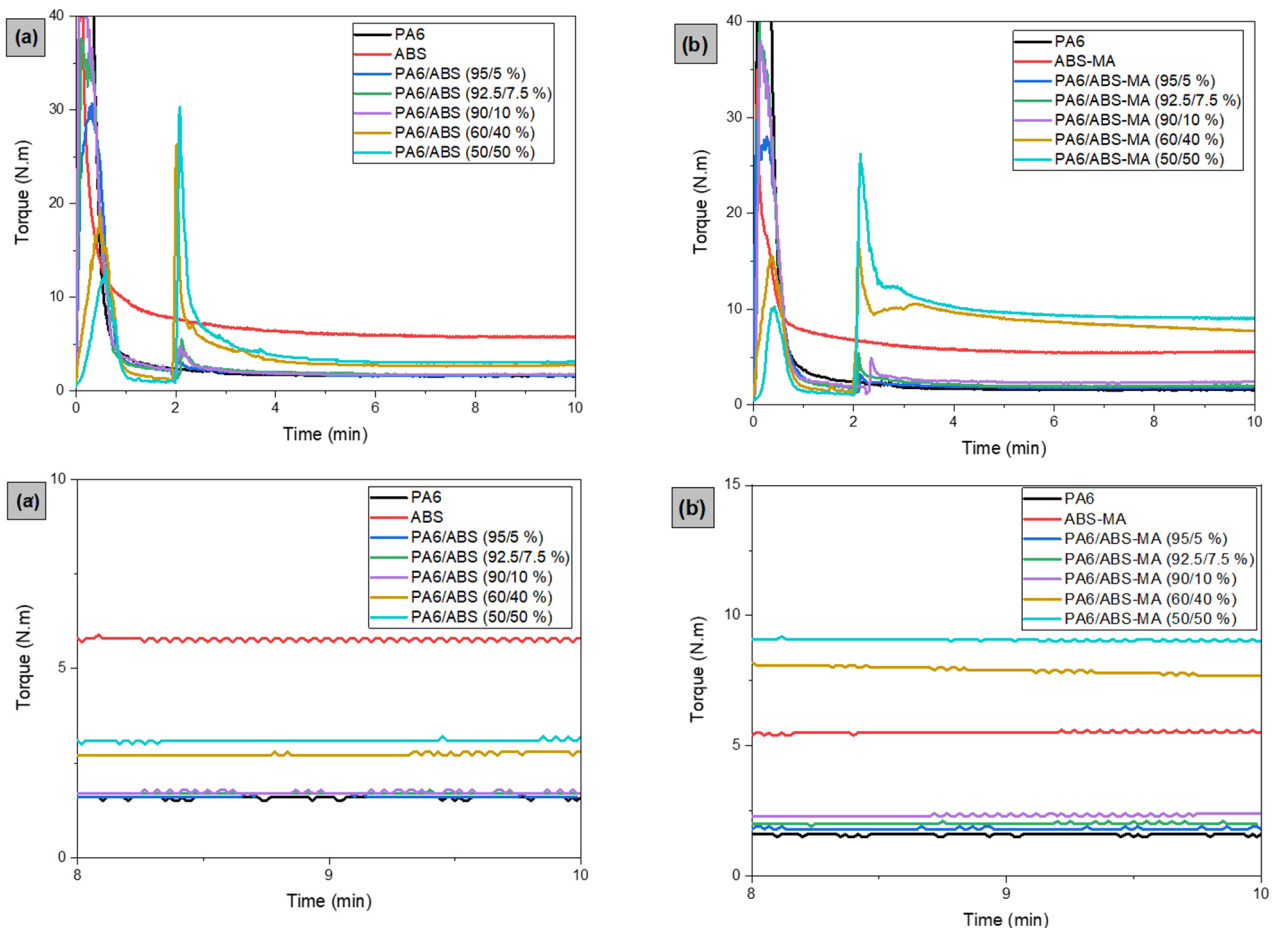 (a)
40
30
20
10
0
Torque (N.m)
PA6
ABS
PA6/ABS (95/5 %)
PA6/ABS (92.5/7.5 %)
PA6/ABS (90/10 %)
PA6/ABS (60/40 %)
PA6/ABS (50/50 %)
0 2 4 6 8 10
Time (min)
(b)
40
30
20
10
0
Torque (N.m)
PA6
ABS-MA
PA6/ABS-MA (95/5 %)
PA6/ABS-MA (92.5/7.5 %)
PA6/ABS-MA (90/10 %)
PA6/ABS-MA (60/40 %)
PA6/ABS-MA (50/50 %)
0 2 4 6 8 10
Time (min)
(á)
10
5
0
Torque (N.m)
PA6
ABS
PA6/ABS (95/5 %)
PA6/ABS (92.5/7.5 %)
PA6/ABS (90/10 %)
PA6/ABS (60/40 %)
PA6/ABS (50/50 %)
8 9 10
Time (min)
(b́)
15
10
5
0
Torque (N.m)
PA6
ABS-MA
PA6/ABS-MA (95/5 %)
PA6/ABS-MA (92.5/7.5 %)
PA6/ABS-MA (90/10 %)
PA6/ABS-MA (60/40 %)
PA6/ABS-MA (50/50 %)
8 9 10
Time (min)